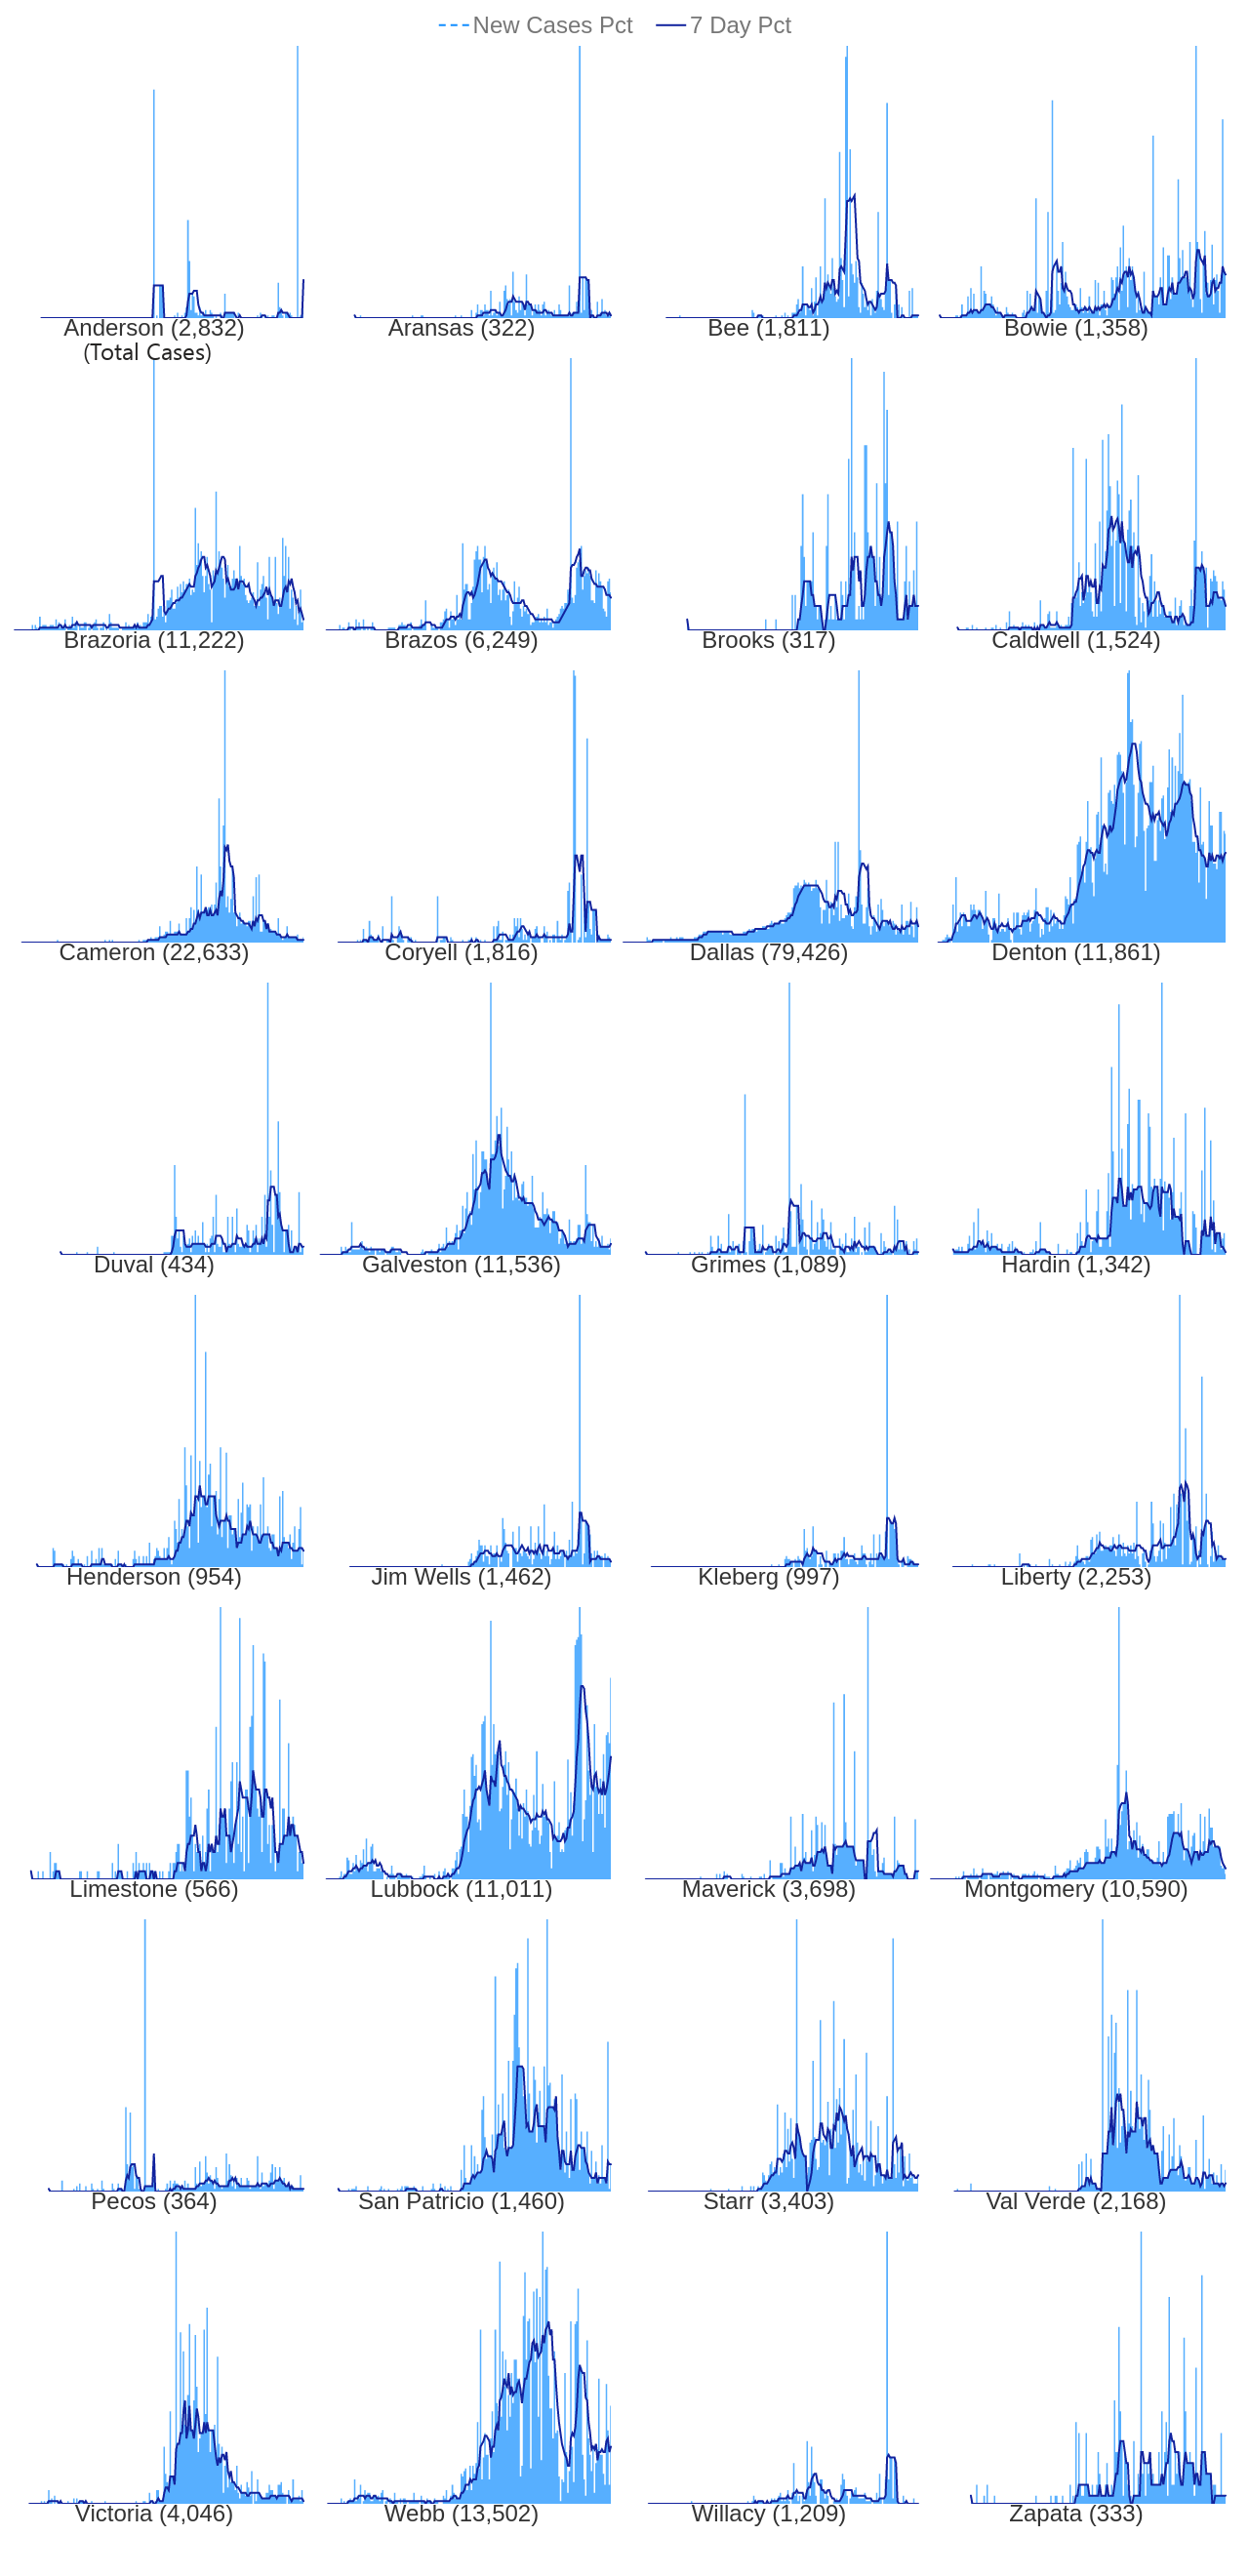 New Cases Pct 7 Day Pct
Anderson (2,832) Aransas (322) Bee (1,811) Bowie (1,358)
(Total Cases)
Brazoria (11,222) Brazos (6,249) Brooks (317) Caldwell (1,524)
Cameron (22,633) Coryell (1,816) Dallas (79,426) Denton (11,861)
Duval (434) Galveston (11,536) Grimes (1,089) Hardin (1,342)
Henderson (954) Jim Wells (1,462) Kleberg (997) Liberty (2,253)
Limestone (566) Lubbock (11,011) Maverick (3,698) Montgomery (10,590)
Pecos (364) San Patricio (1,460) Starr (3,403) Val Verde (2,168)
Victoria (4,046) Webb (13,502) Willacy (1,209) Zapata (333)